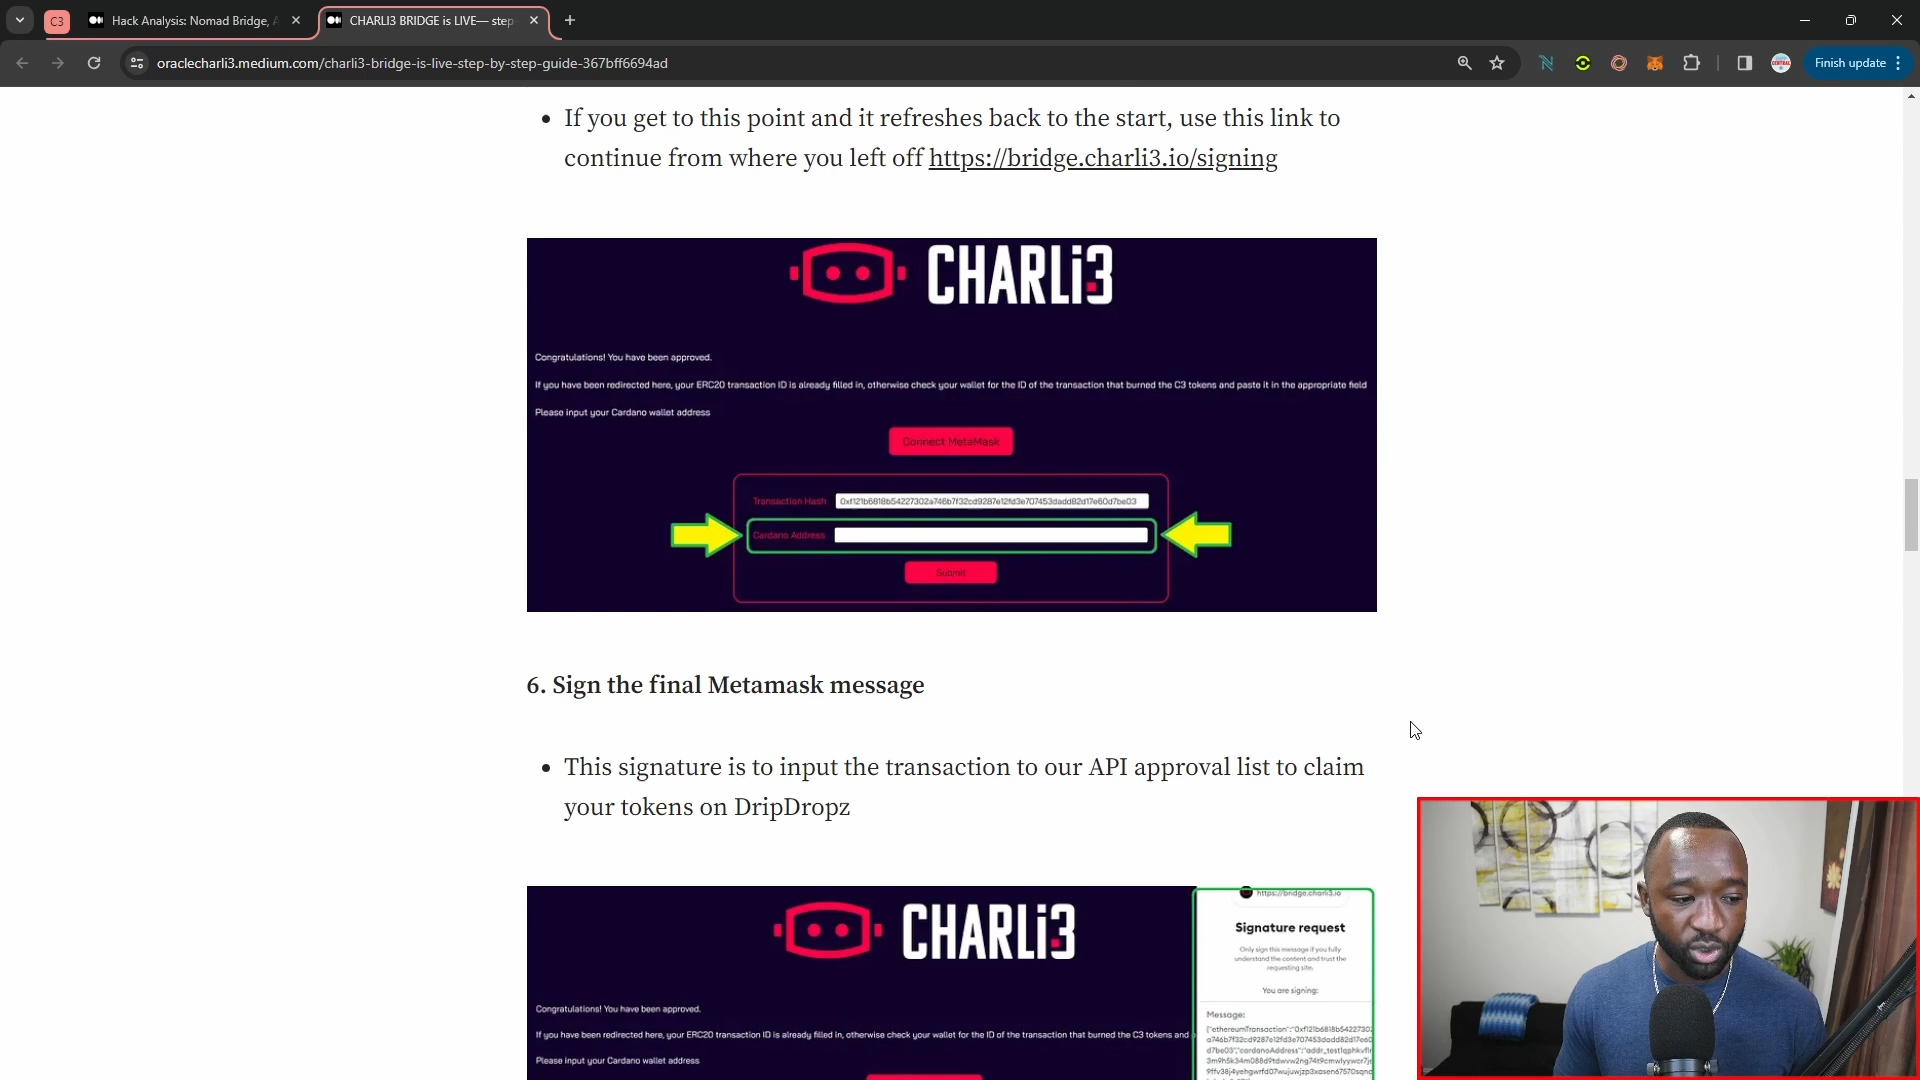 C3
Hack Analysis: Nomad Bridge,
CHARLI3 BRIDGE is LIVE— step
oraclecharli3.medium.com/charli3-bridge-is-live-step-by-step-guide-367bff6694ad
Finish update
• If you get to this point and it refreshes back to the start, use this link to
continue from where you left off https://bridge.charli3.io/signing
CHARLi3
Congratulations! You have been approved.
If you have been redirected here, your ERC20 transaction ID is already filled in, otherwise check your wallet for the ID of the transaction that burned the C3 tokens and paste it in the appropriate field
Please input your Cardano wallet address
Connect MetaMask
Transaction Hash 0xf121b6818b54227302a746b7f32cd9287e12fd3e707453dadd82d17e60d7be03
Cardano Address
Submit
6. Sign the final Metamask message
• This signature is to input the transaction to our API approval list to claim
your tokens on DripDropz
CHARLi3
Congratulations! You have been approved.
If you have been redirected here, your ERC20 transaction ID is already filled in, otherwise check your wallet for the ID of the transaction that burned the C3 tokens and
Please input your Cardano wallet address
https://bridge.charli3.io
Signature request
Only sign this message if you fully
understand the content and trust the
requesting site.
You are signing:
Message:
{"ethereumTransaction":"0xf121b6818b5422730